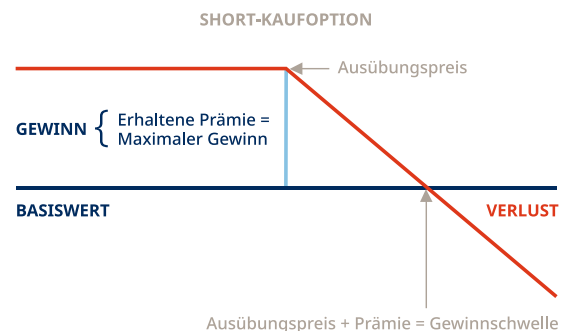 SHORT-KAUFOPTION
Ausübungspreis
GEWINN
Erhaltene Prämie =
Maximaler Gewinn
BASISWERT
VERLUST
Ausübungspreis + Prämie = Gewinnschwelle